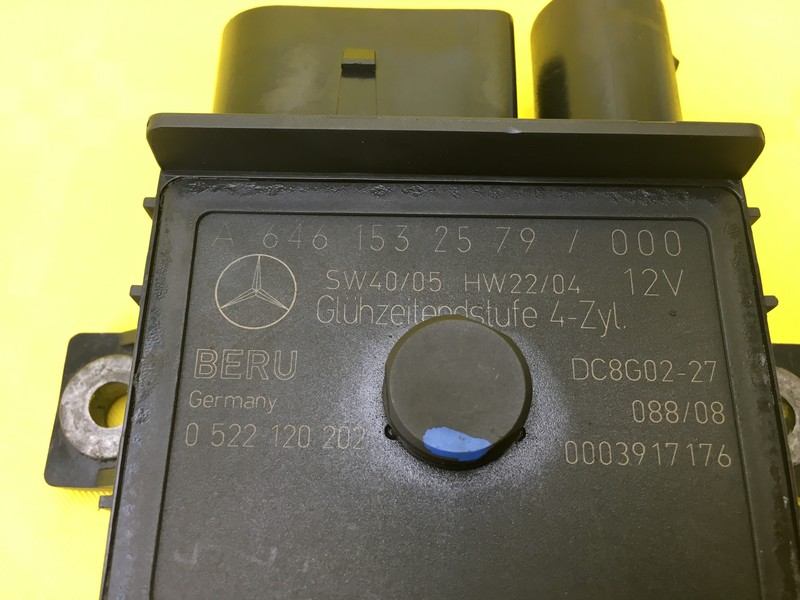 A 646 153 25 79 / 000
SW40/05 HW22/04 12V
Glühzeitendstufe 4-Zyl.
BERU
Germany
0 522 120 202
DC8G02-27
088/08
0003917176